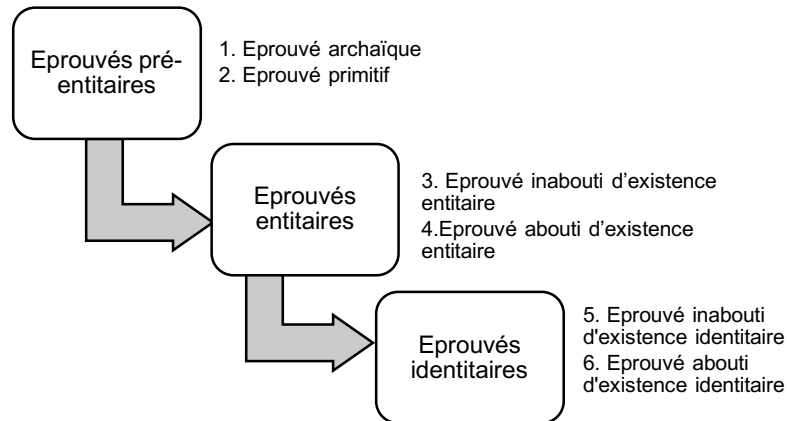 Eprouvés pré-
entitaires
1. Eprouvé archaïque
2. Eprouvé primitif
Eprouvés
entitaires
3. Eprouvé inabouti d’existence
entitaire
4.Eprouvé abouti d’existence
entitaire
Eprouvés
identitaires
5. Eprouvé inabouti
d'existence identitaire
6. Eprouvé abouti
d'existence identitaire